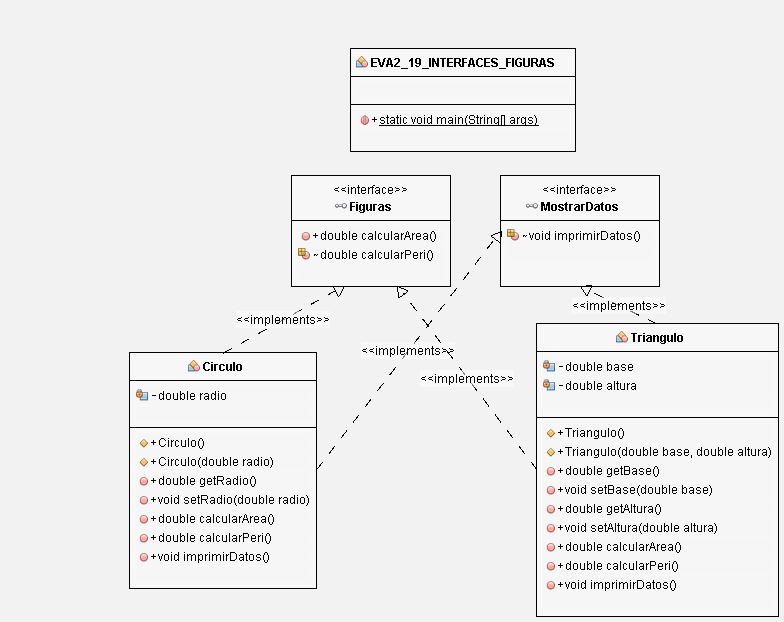 EVA2_19_INTERFACES_FIGURAS
+static void main(String[] args)
<<interface>>
Figuras
+double calcularArea()
~double calcularPeri()
<<interface>>
MostrarDatos
~void imprimirDatos()
<<implements>>
<<implements>>
<<implements>>
<<implements>>
Circulo
-double radio
+Circulo()
+Circulo(double radio)
+double getRadio()
+void setRadio(double radio)
+double calcularArea()
+double calcularPeri()
+void imprimirDatos()
Triangulo
-double base
-double altura
+Triangulo()
+Triangulo(double base, double altura)
+double getBase()
+void setBase(double base)
+double getAltura()
+void setAltura(double altura)
+double calcularArea()
+double calcularPeri()
+void imprimirDatos()